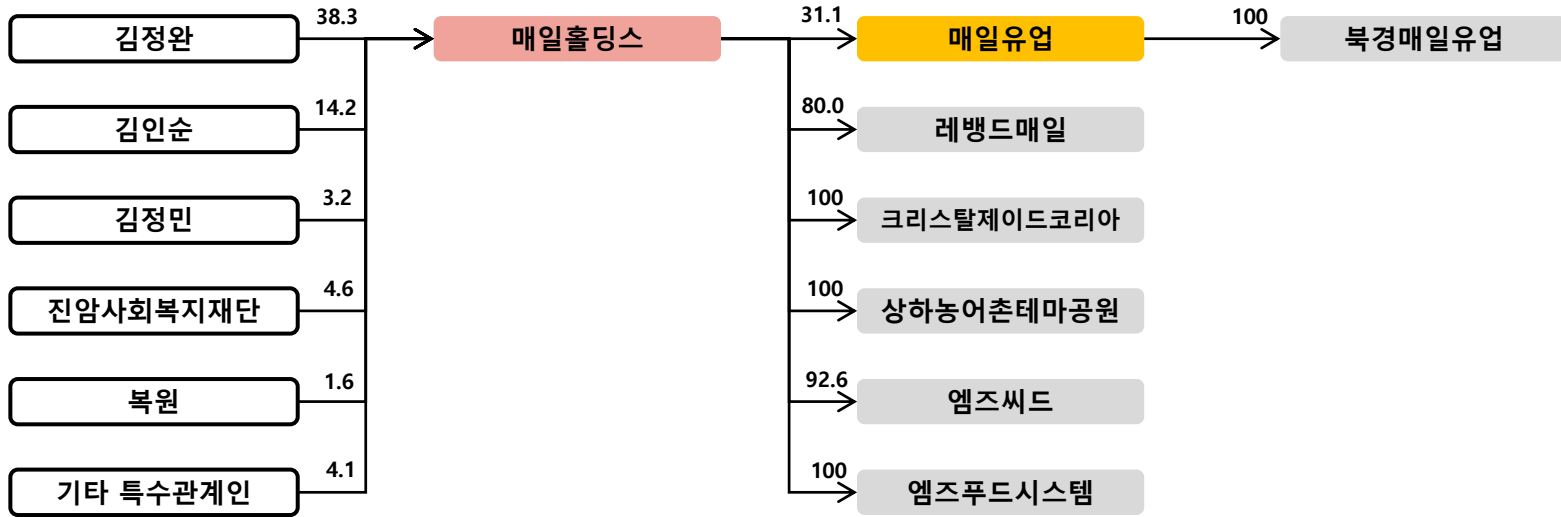 김정완
38.3
매일홀딩스
31.1
매일유업
100
북경매일유업
김인순
14.2
80.0
레뱅드매일
김정민
3.2
100
크리스탈제이드코리아
진암사회복지재단
4.6
100
상하농어촌테마공원
복원
1.6
92.6
엠즈씨드
기타 특수관계인
4.1
100
엠즈푸드시스템